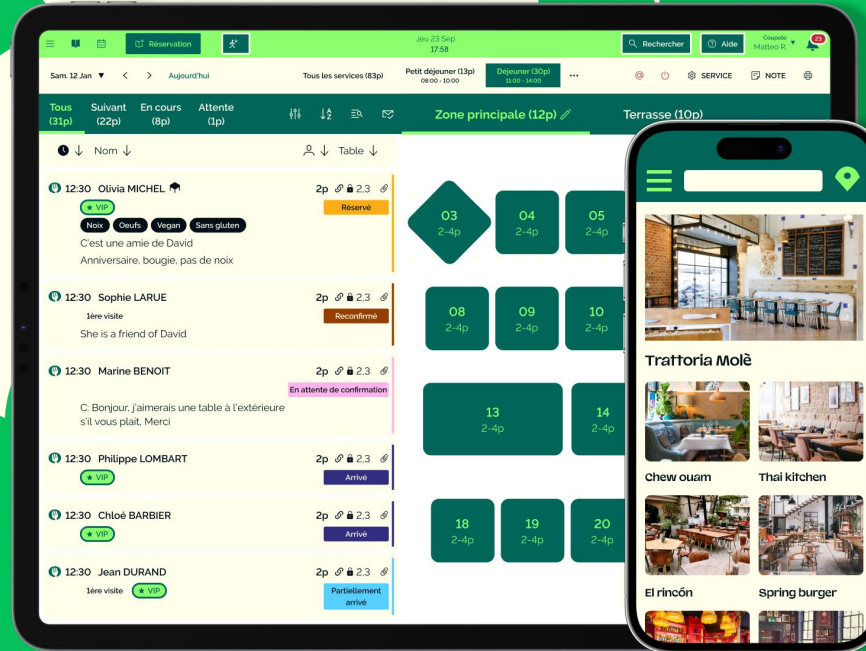 Réservation
Jeu 23 Sep
17:58
Rechercher
Aide
Coupole
Matteo R.
23
Sam. 12 Jan
Aujourd'hui
Tous les services (83p)
Petit déjeuner (13p)
08:00 - 10:00
Déjeuner (30p)
11:00 - 14:00
SERVICE
NOTE
Tous
(31p)
Suivant
(22p)
En cours
(8p)
Attente
(1p)
Zone principale (12p)
Terrasse (10p)
Nom
Table
12:30 Olivia MICHEL
2p 2,3
VIP
Réservé
Noix Oeufs Vegan Sans gluten
C'est une amie de David
Anniversaire, bougie, pas de noix
12:30 Sophie LARUE
2p 2,3
1ère visite
Reconfirmé
She is a friend of David
12:30 Marine BENOIT
2p 2,3
En attente de confirmation
C: Bonjour, j'aimerais une table à l'extérieure
s'il vous plait, Merci
12:30 Philippe LOMBART
2p 2,3
VIP
Arrivé
12:30 Chloé BARBIER
2p 2,3
VIP
Arrivé
12:30 Jean DURAND
2p 2,3
1ère visite VIP
Partiellement
arrivé
03
2-4p
04
2-4p
05
2-4p
08
2-4p
09
2-4p
10
2-4p
13
2-4p
14
2-4p
18
2-4p
19
2-4p
20
2-4p
Trattoria Molè
Chew ouam
Thai kitchen
El rincón
Spring burger